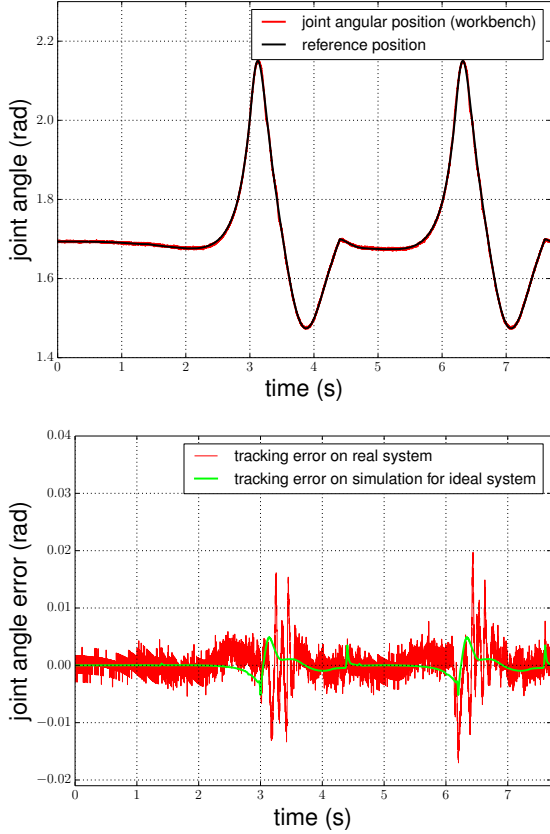 2.2
2.0
1.8
1.6
1.4
joint angle (rad)
joint angular position (workbench)
reference position
0 1 2 3 4 5 6 7
time (s)
0.04
0.03
0.02
0.01
0.00
−0.01
−0.02
joint angle error (rad)
tracking error on real system
tracking error on simulation for ideal system
0 1 2 3 4 5 6 7
time (s)